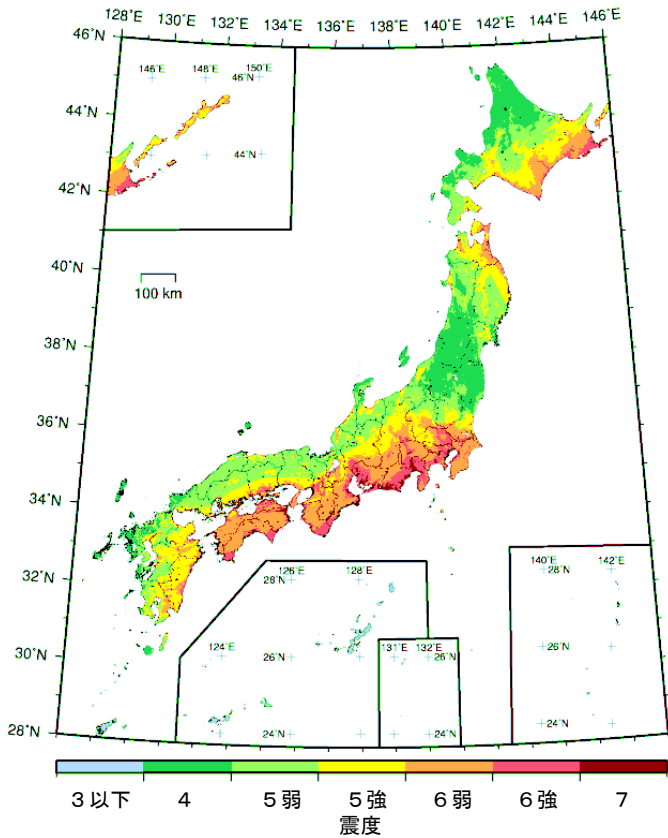 128˚E 130˚E 132˚E 134˚E 136˚E 138˚E 140˚E 142˚E 144˚E 146˚E
46˚N
146˚E 148˚E 150˚E
46˚N
44˚N
44˚N
42˚N
40˚N
100 km
38˚N
36˚N
34˚N
32˚N
126˚E 128˚E
28˚N
140˚E 142˚E
28˚N
30˚N
124˚E
26˚N
131˚E 132˚E
26˚N
26˚N
28˚N
24˚N
24˚N
24˚N
3以下 4 5弱 5強 6弱 6強 7
震度